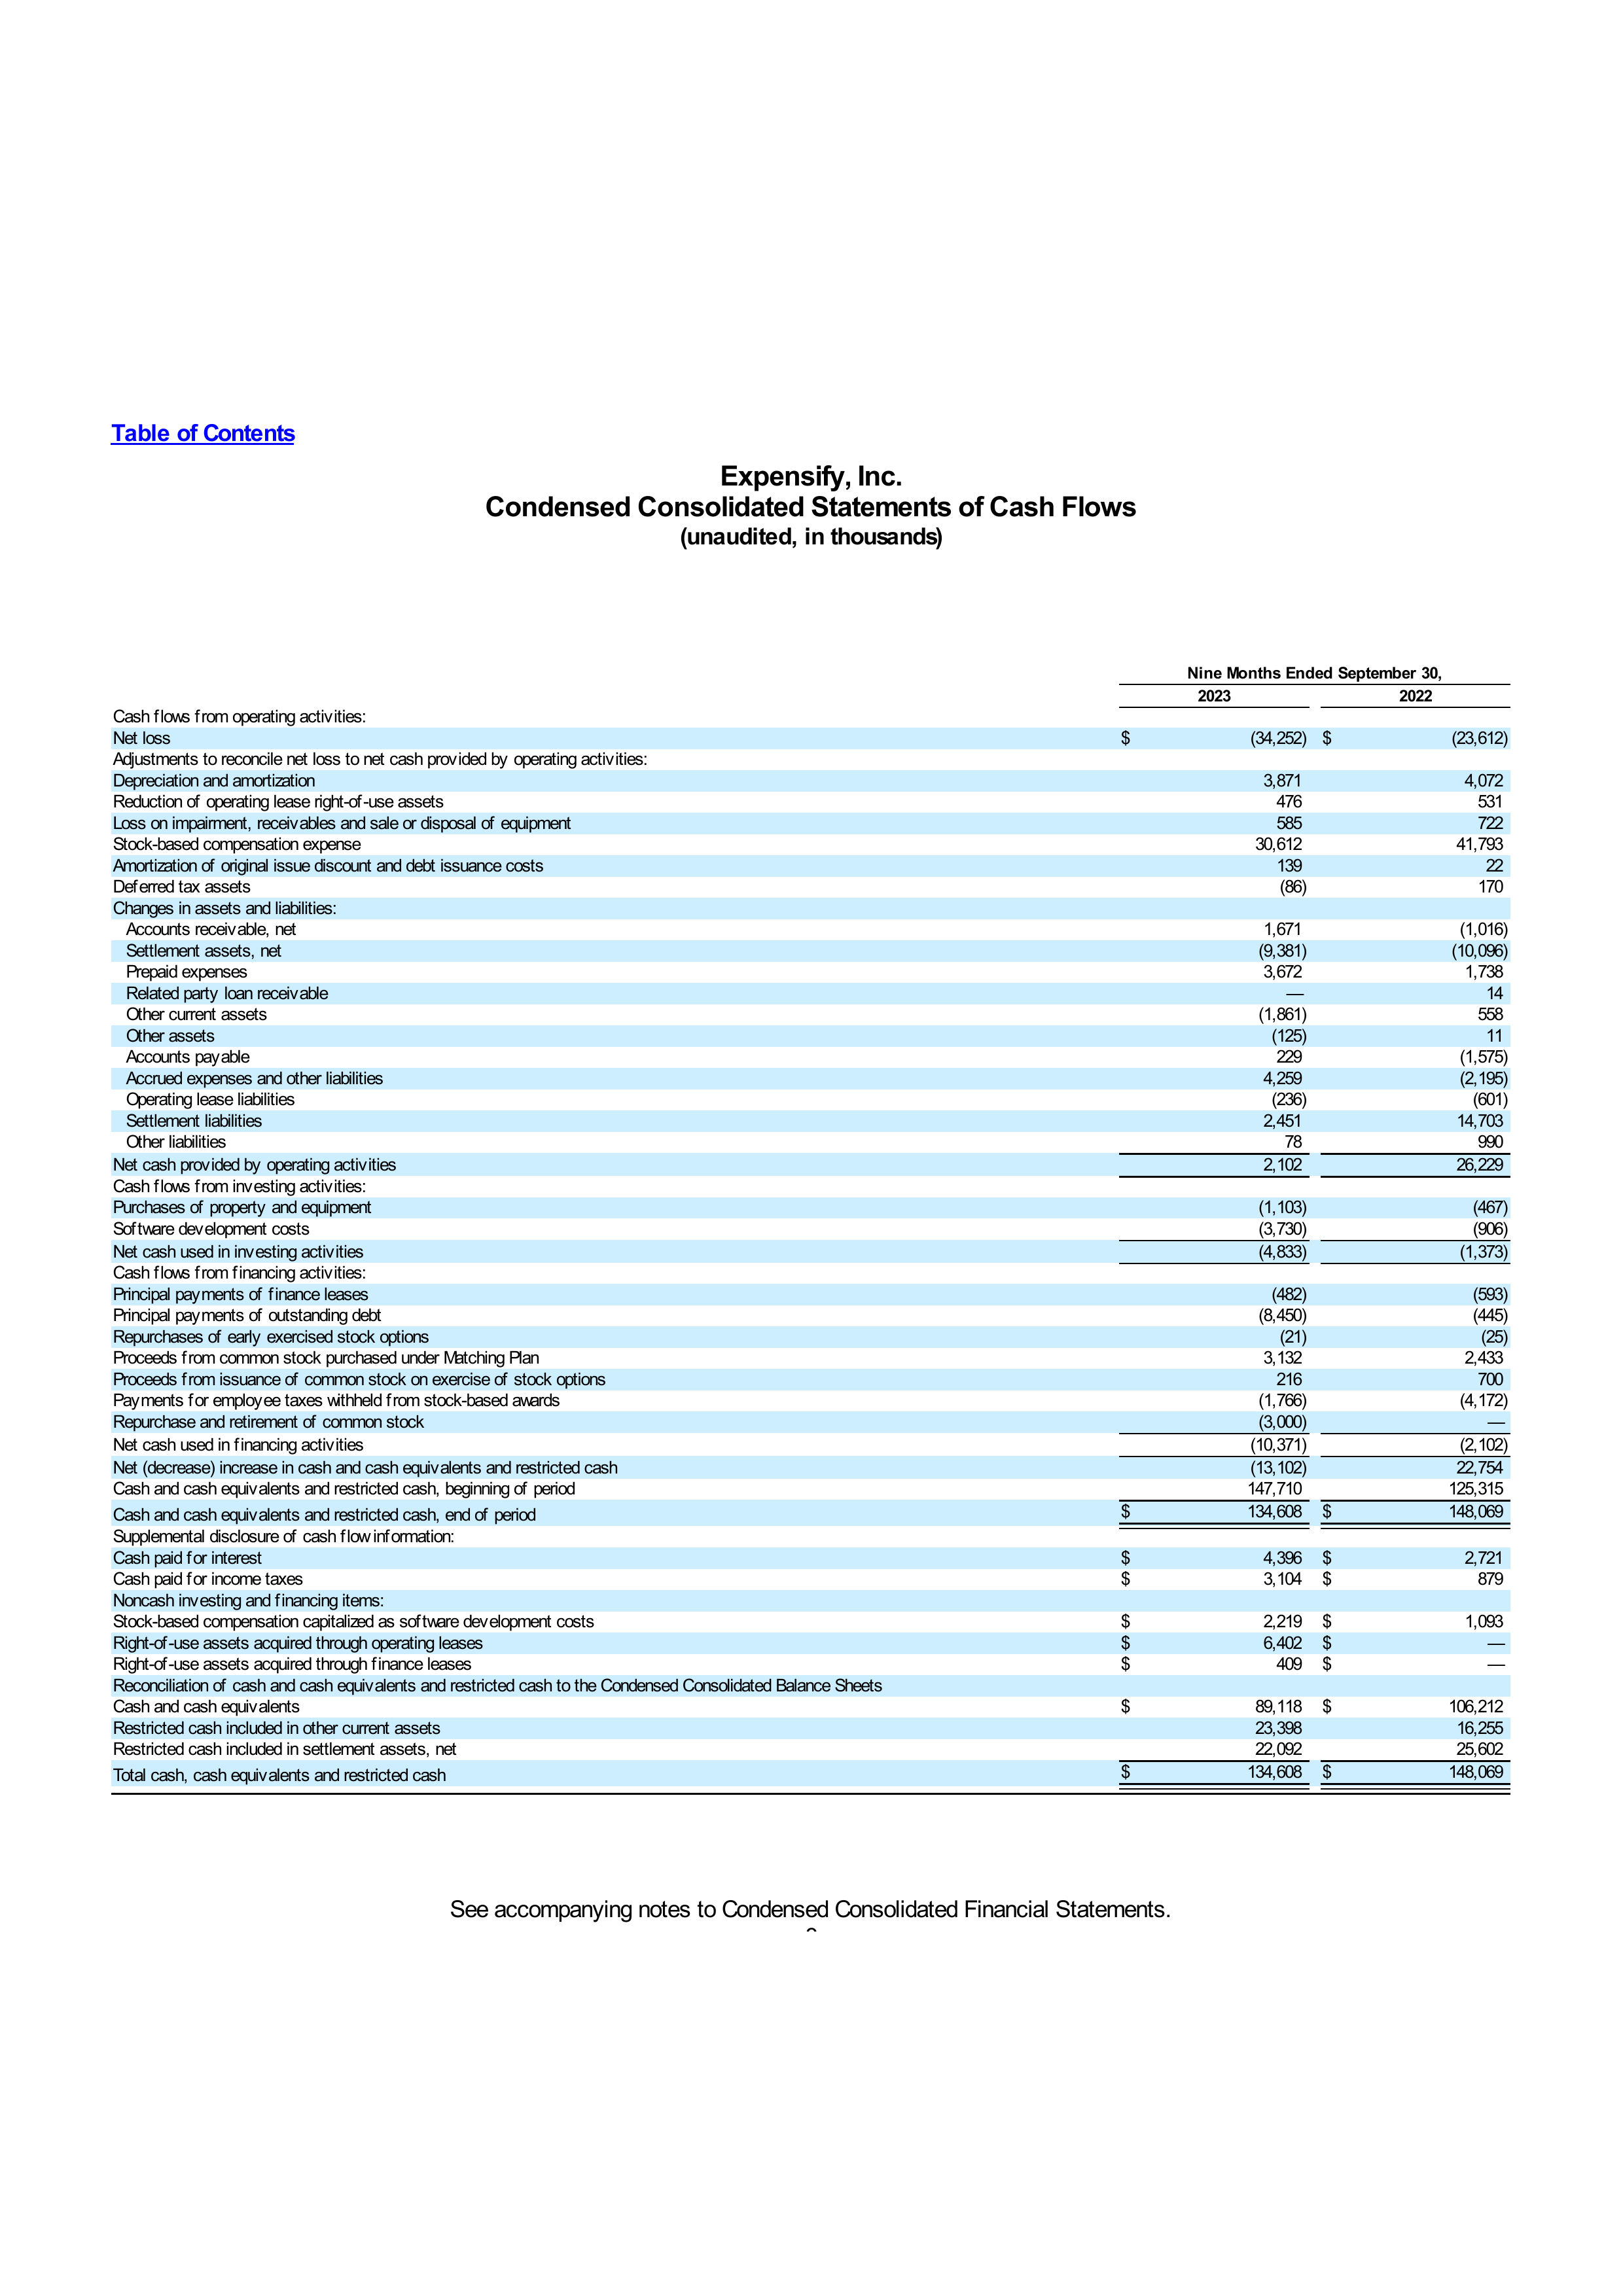 Table of Contents
Expensify, Inc.
Condensed Consolidated Statements of Cash Flows
(unaudited, in thousands)
Nine Months Ended September 30,
2023 2022
Cash flows from operating activities:
Net loss $ (34,252) $ (23,612)
Adjustments to reconcile net loss to net cash provided by operating activities:
Depreciation and amortization 3,871 4,072
Reduction of operating lease right-of-use assets 476 531
Loss on impairment, receivables and sale or disposal of equipment 585 722
Stock-based compensation expense 30,612 41,793
Amortization of original issue discount and debt issuance costs 139 22
Deferred tax assets (86) 170
Changes in assets and liabilities:
Accounts receivable, net 1,671 (1,016)
Settlement assets, net (9,381) (10,096)
Prepaid expenses 3,672 1,738
Related party loan receivable — 14
Other current assets (1,861) 558
Other assets (125) 11
Accounts payable 229 (1,575)
Accrued expenses and other liabilities 4,259 (2,195)
Operating lease liabilities (236) (601)
Settlement liabilities 2,451 14,703
Other liabilities 78 990
Net cash provided by operating activities 2,102 26,229
Cash flows from investing activities:
Purchases of property and equipment (1,103) (467)
Software development costs (3,730) (906)
Net cash used in investing activities (4,833) (1,373)
Cash flows from financing activities:
Principal payments of finance leases (482) (593)
Principal payments of outstanding debt (8,450) (445)
Repurchases of early exercised stock options (21) (25)
Proceeds from common stock purchased under Matching Plan 3,132 2,433
Proceeds from issuance of common stock on exercise of stock options 216 700
Payments for employee taxes withheld from stock-based awards (1,766) (4,172)
Repurchase and retirement of common stock (3,000) —
Net cash used in financing activities (10,371) (2,102)
Net (decrease) increase in cash and cash equivalents and restricted cash (13,102) 22,754
Cash and cash equivalents and restricted cash, beginning of period 147,710 125,315
Cash and cash equivalents and restricted cash, end of period $ 134,608 $ 148,069
Supplemental disclosure of cash flow information:
Cash paid for interest $ 4,396 $ 2,721
Cash paid for income taxes $ 3,104 $ 879
Noncash investing and financing items:
Stock-based compensation capitalized as software development costs $ 2,219 $ 1,093
Right-of-use assets acquired through operating leases $ 6,402 $ —
Right-of-use assets acquired through finance leases $ 409 $ —
Reconciliation of cash and cash equivalents and restricted cash to the Condensed Consolidated Balance Sheets
Cash and cash equivalents $ 89,118 $ 106,212
Restricted cash included in other current assets 23,398 16,255
Restricted cash included in settlement assets, net 22,092 25,602
Total cash, cash equivalents and restricted cash $ 134,608 $ 148,069
See accompanying notes to Condensed Consolidated Financial Statements.